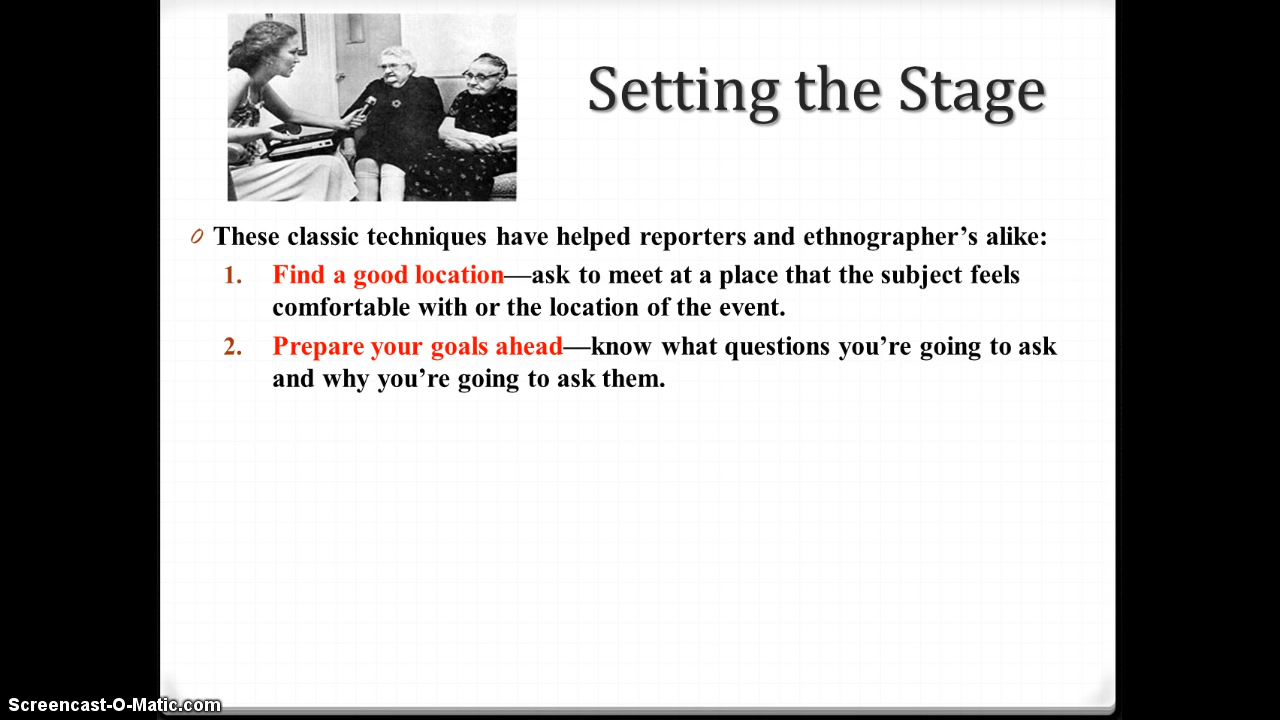 Setting the Stage
These classic techniques have helped reporters and ethnographer’s alike:
1. Find a good location—ask to meet at a place that the subject feels
comfortable with or the location of the event.
2. Prepare your goals ahead—know what questions you’re going to ask
and why you’re going to ask them.
Screencast-O-Matic.com